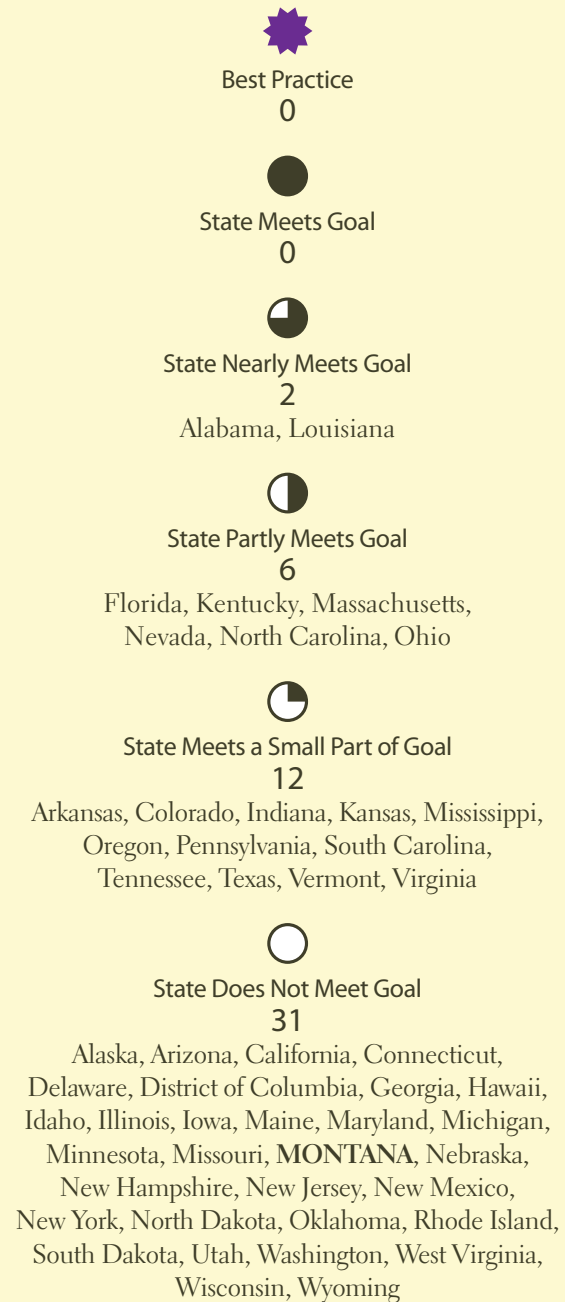 Best Practice
0
State Meets Goal
0
State Nearly Meets Goal
2
Alabama, Louisiana
State Partly Meets Goal
6
Florida, Kentucky, Massachusetts,
Nevada, North Carolina, Ohio
State Meets a Small Part of Goal
12
Arkansas, Colorado, Indiana, Kansas, Mississippi,
Oregon, Pennsylvania, South Carolina,
Tennessee, Texas, Vermont, Virginia
State Does Not Meet Goal
31
Alaska, Arizona, California, Connecticut,
Delaware, District of Columbia, Georgia, Hawaii,
Idaho, Illinois, Iowa, Maine, Maryland, Michigan,
Minnesota, Missouri, MONTANA, Nebraska,
New Hampshire, New Jersey, New Mexico,
New York, North Dakota, Oklahoma, Rhode Island,
South Dakota, Utah, Washington, West Virginia,
Wisconsin, Wyoming